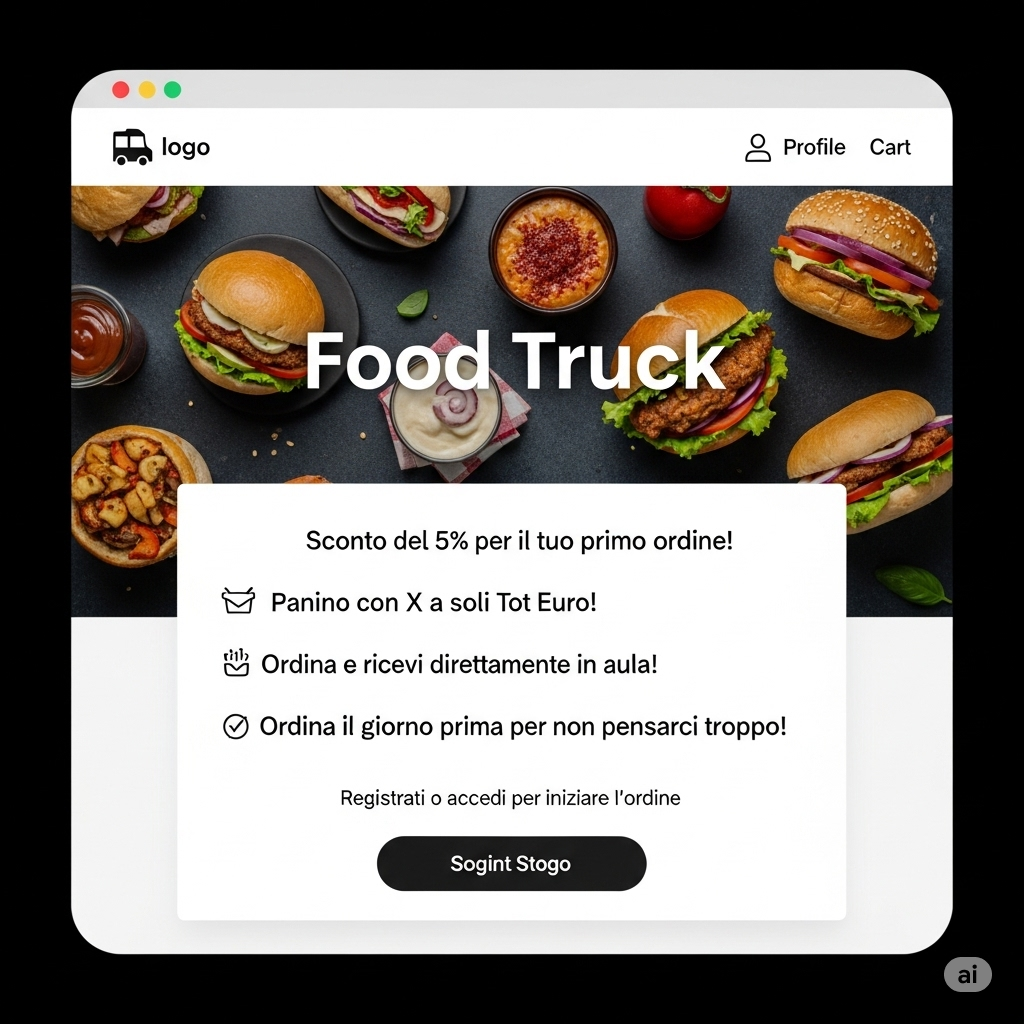 logo
Profile Cart
Food Truck
Sconto del 5% per il tuo primo ordine!
Panino con X a soli Tot Euro!
Ordina e ricevi direttamente in aula!
Ordina il giorno prima per non pensarci troppo!
Registrati o accedi per iniziare l'ordine
Sogint Stogo
ai